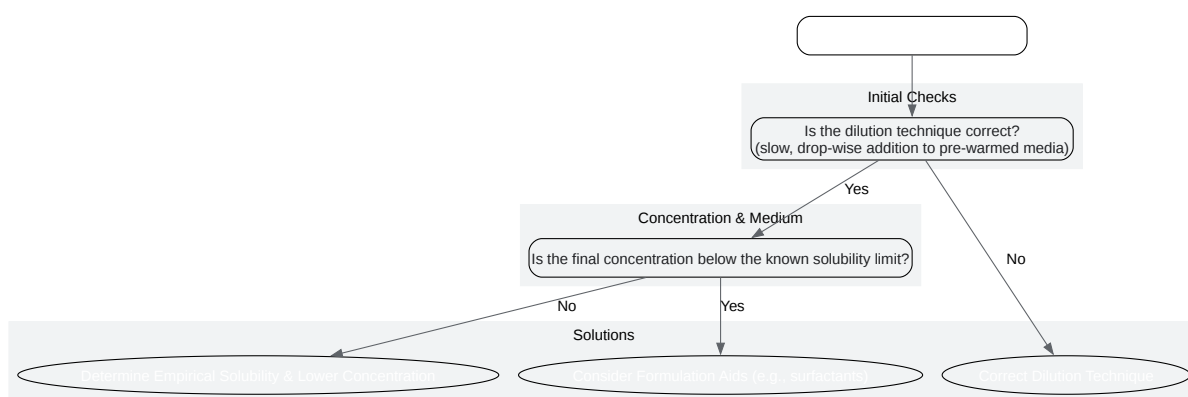 Initial Checks
Is the dilution technique correct?
(slow, drop-wise addition to pre-warmed media)
Yes
Concentration & Medium
Is the final concentration below the known solubility limit?
No
No
Yes
Solutions
Determine Empirical Solubility & Lower Concentration
Consider Formulation Aids (e.g., surfactants)
Correct Dilution Technique